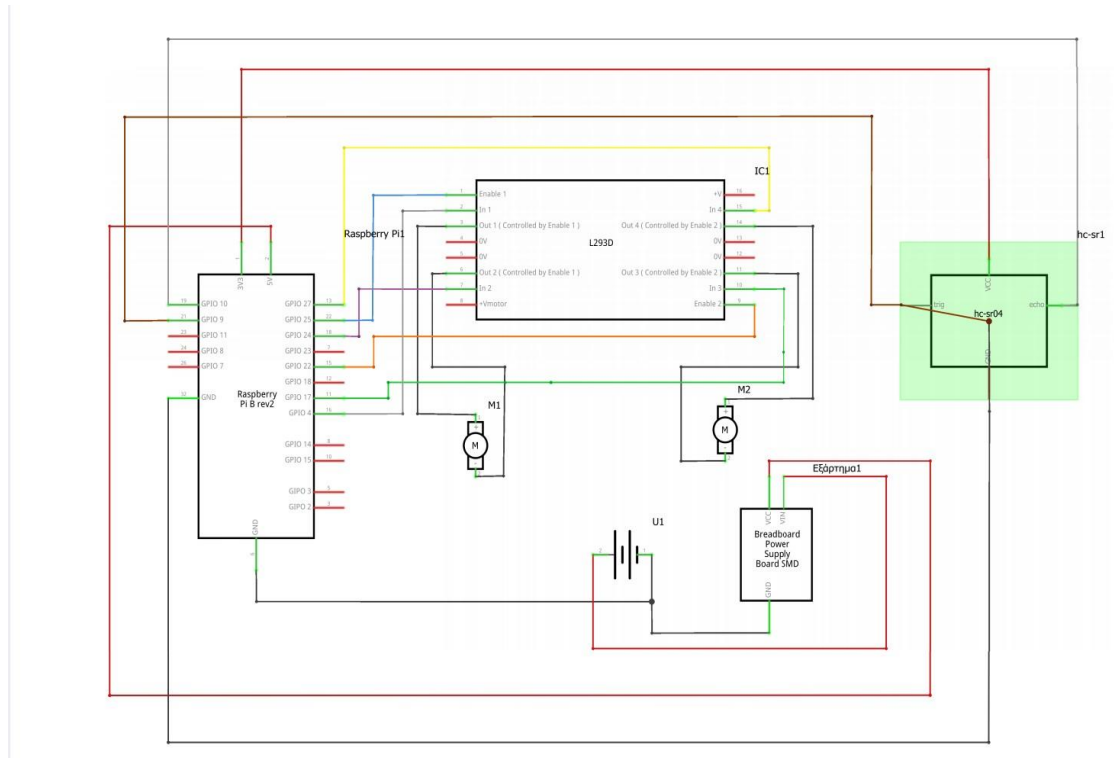 IC1
Raspberry Pi1
hc-sr1
Enable 1
In 1
Out 1 ( Controlled by Enable 1 )
0V
0V
Out 2 ( Controlled by Enable 1 )
In 2
+Vmotor
L293D
+V
In 4
Out 4 ( Controlled by Enable 2 )
0V
0V
Out 3 ( Controlled by Enable 2 )
In 3
Enable 2
3V3
5V
GPIO 10
GPIO 9
GPIO 11
GPIO 8
GPIO 7
GND
Raspberry
Pi B rev2
GPIO 27
GPIO 25
GPIO 24
GPIO 23
GPIO 22
GPIO 18
GPIO 17
GPIO 4
GPIO 14
GPIO 15
GIPO 3
GIPO 2
GND
VCC
trig
echo
hc-sr04
GND
M1
M
M2
M
Εξάρτημα1
VCC
VIN
Breadboard
Power
Supply
Board SMD
GND
U1